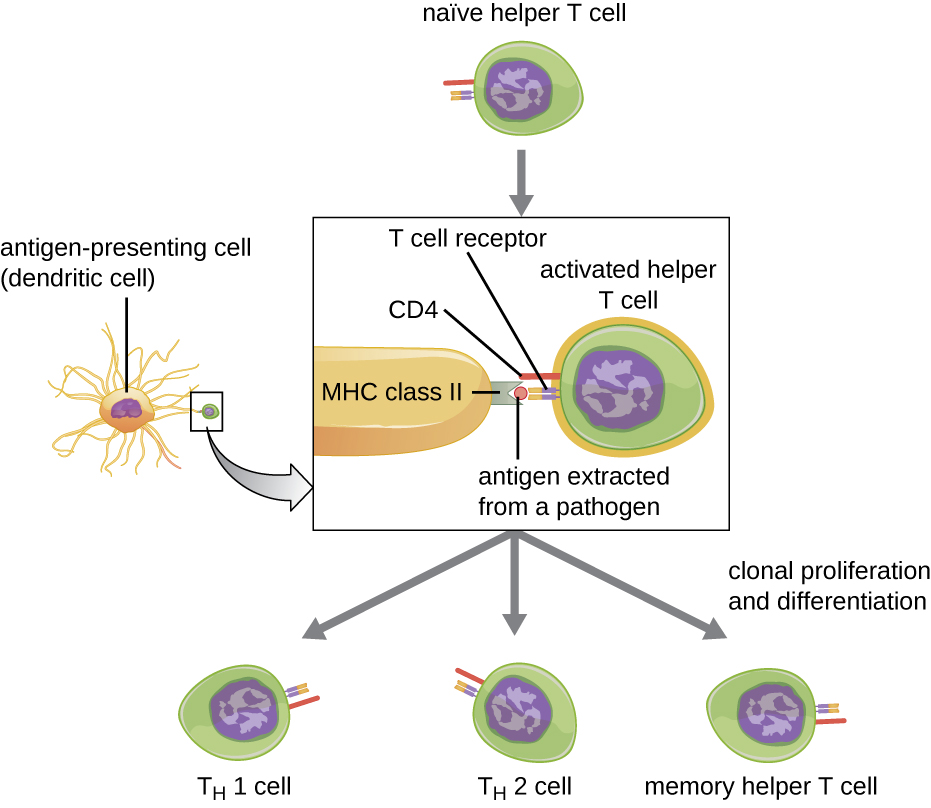 naïve helper T cell
antigen-presenting cell
(dendritic cell)
T cell receptor
activated helper
T cell
CD4
MHC class II
antigen extracted
from a pathogen
clonal proliferation
and differentiation
TH 1 cell
TH 2 cell
memory helper T cell